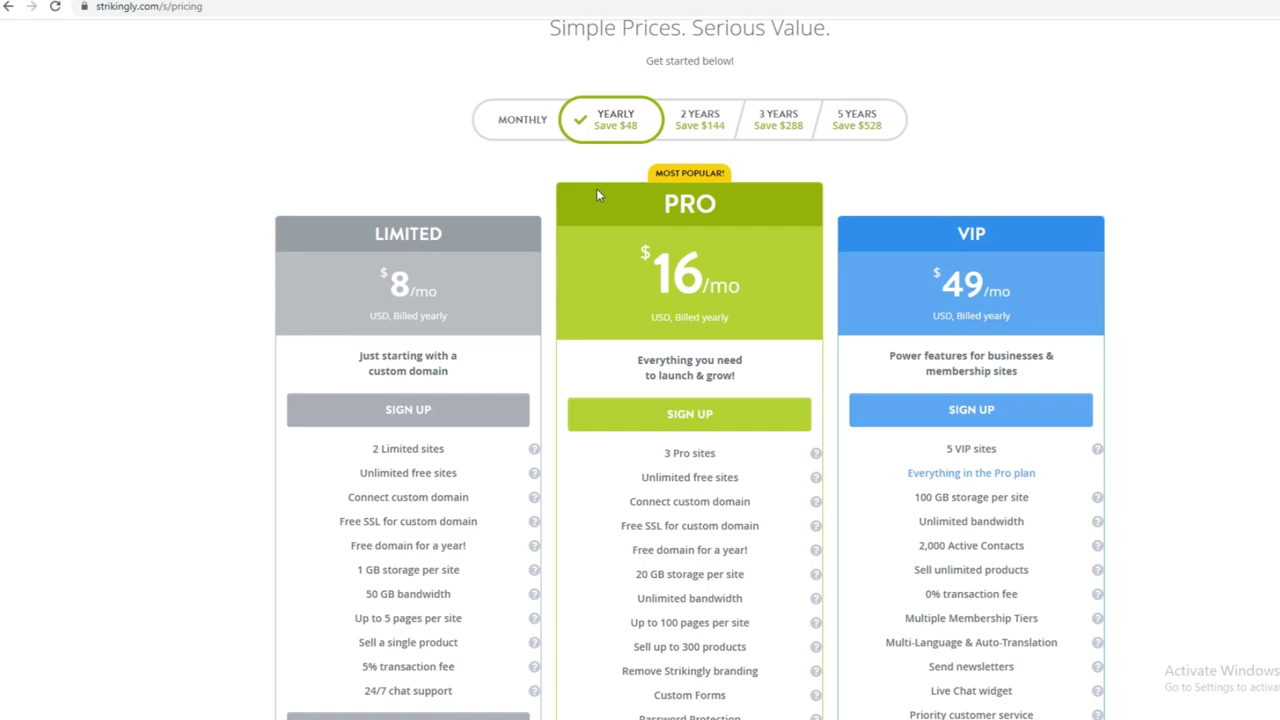 strikingly.com/s/pricing
Simple Prices. Serious Value.
Get started below!
MONTHLY
YEARLY
Save $48
2 YEARS
Save $144
3 YEARS
Save $288
5 YEARS
Save $528
LIMITED
$8/mo
USD, Billed yearly
Just starting with a
custom domain
SIGN UP
2 Limited sites
Unlimited free sites
Connect custom domain
Free SSL for custom domain
Free domain for a year!
1 GB storage per site
50 GB bandwidth
Up to 5 pages per site
Sell a single product
5% transaction fee
24/7 chat support
MOST POPULAR!
PRO
$16/mo
USD, Billed yearly
Everything you need
to launch & grow!
SIGN UP
3 Pro sites
Unlimited free sites
Connect custom domain
Free SSL for custom domain
Free domain for a year!
20 GB storage per site
Unlimited bandwidth
Up to 100 pages per site
Sell up to 300 products
Remove Strikingly branding
Custom Forms
Password Protection
VIP
$49/mo
USD, Billed yearly
Power features for businesses &
membership sites
SIGN UP
5 VIP sites
Everything in the Pro plan
100 GB storage per site
Unlimited bandwidth
2,000 Active Contacts
Sell unlimited products
0% transaction fee
Multiple Membership Tiers
Multi-Language & Auto-Translation
Send newsletters
Live Chat widget
Priority customer service
Activate Windows
Go to Settings to activa